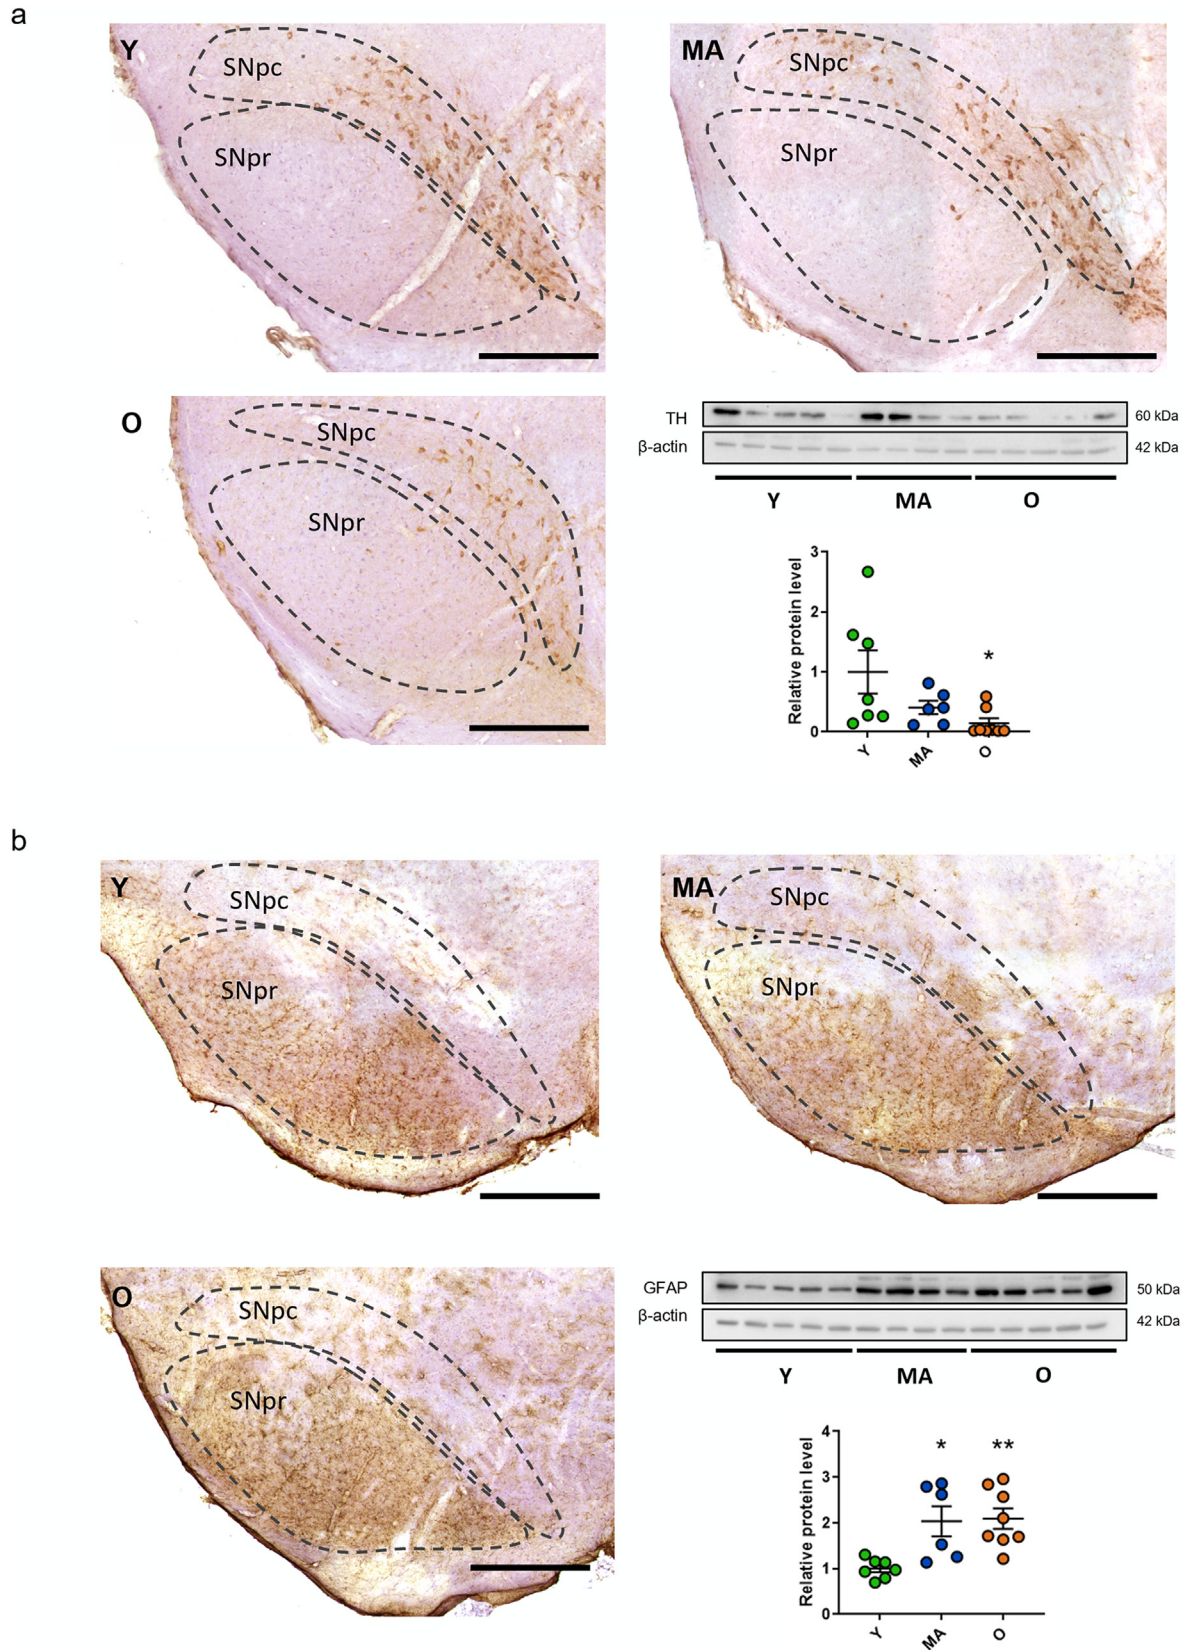 a
Y
SNpc
SNpr
MA
SNpc
SNpr
O
SNpc
SNpr
TH
60 kDa
β-actin
42 kDa
Y MA O
Relative protein level
3
2
1
0
*
Y MA O
b
Y
SNpc
SNpr
MA
SNpc
SNpr
O
SNpc
SNpr
GFAP
50 kDa
β-actin
42 kDa
Y MA O
Relative protein level
4
3
2
1
0
* **
Y MA O